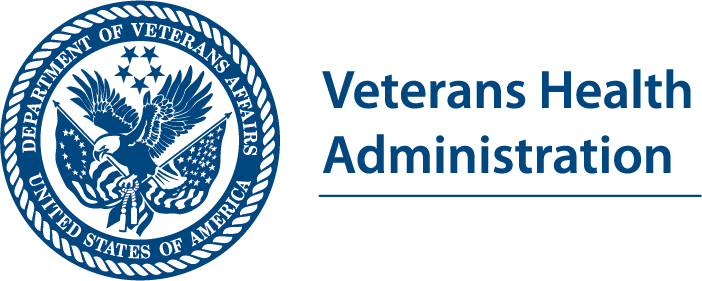 DEPARTMENT OF VETERANS AFFAIRS
UNITED STATES OF AMERICA
Veterans Health
Administration